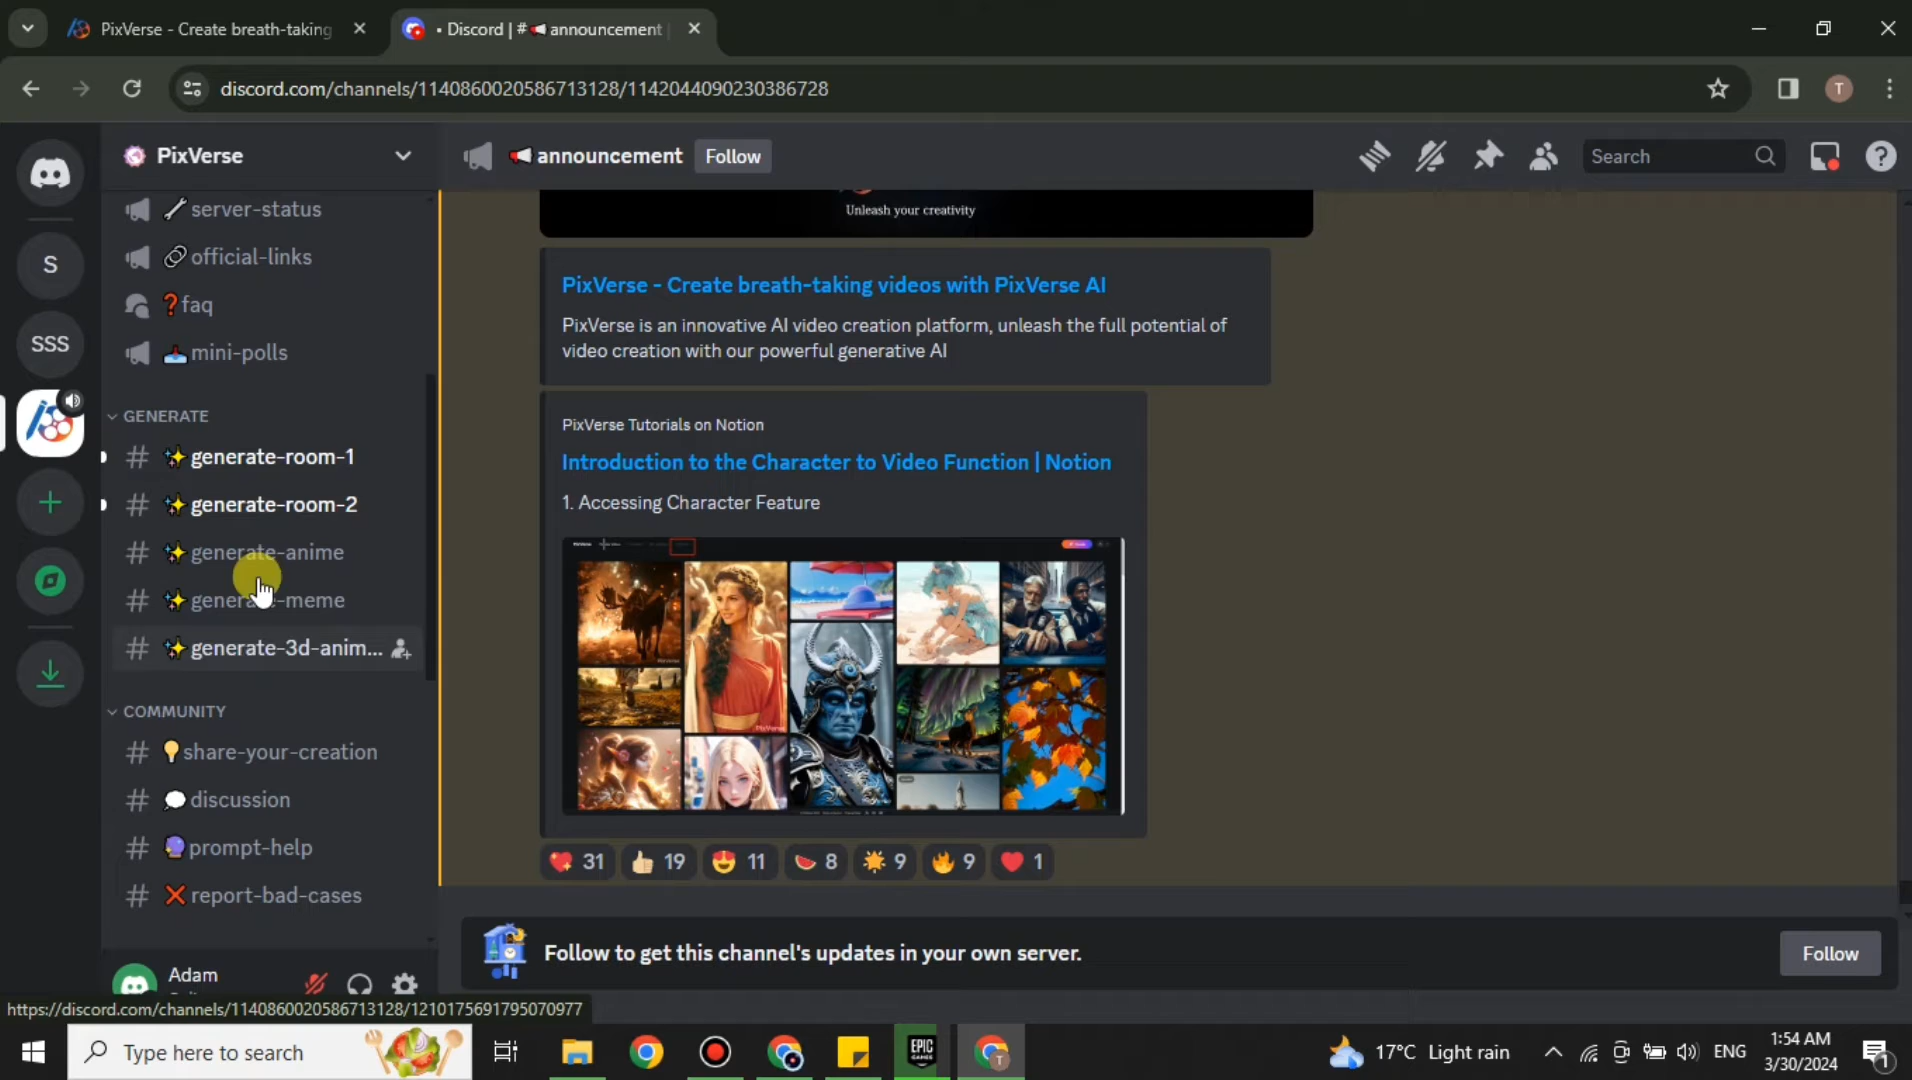 PixVerse - Create breath-taking
• Discord | # 📢 announcement
discord.com/channels/1140860020586713128/1142044090230386728
PixVerse
📢 announcement
Follow
Search
S
SSS
🔧 server-status
🔗 official-links
❓ faq
📥 mini-polls
GENERATE
# ✨ generate-room-1
# ✨ generate-room-2
# ✨ generate-anime
# ✨ generate-meme
# ✨ generate-3d-anim...
COMMUNITY
# 💡 share-your-creation
# 💭 discussion
# 🔮 prompt-help
# ❌ report-bad-cases
Adam
Unleash your creativity
PixVerse - Create breath-taking videos with PixVerse AI
PixVerse is an innovative AI video creation platform, unleash the full potential of
video creation with our powerful generative AI
PixVerse Tutorials on Notion
Introduction to the Character to Video Function | Notion
1. Accessing Character Feature
💖 31 👍 19 😍 11 🍉 8 🌟 9 🔥 9 ❤️ 1
Follow to get this channel's updates in your own server.
Follow
https://discord.com/channels/1140860020586713128/1210175691795070977
Type here to search
EPIC
GAMES
T
17°C Light rain
ENG
1:54 AM
3/30/2024
1